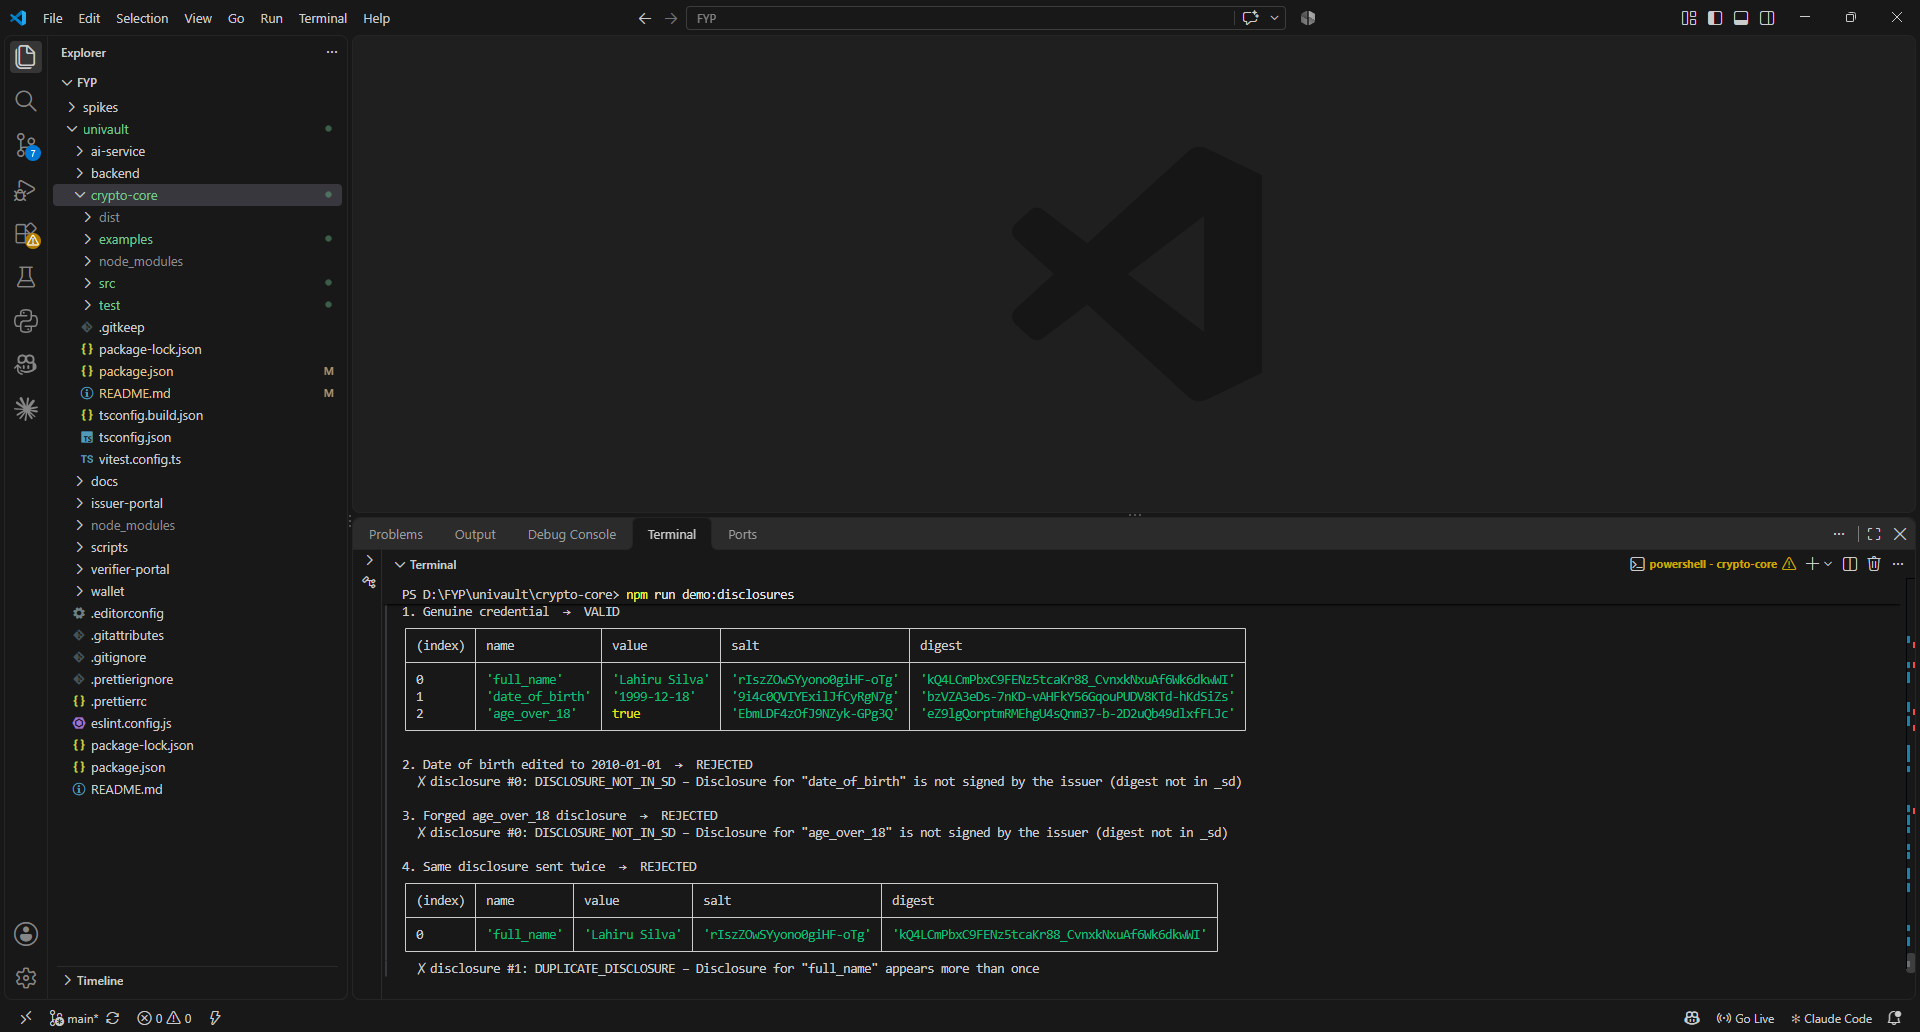 File Edit Selection View Go Run Terminal Help
FYP
Explorer
FYP
spikes
univault
ai-service
backend
crypto-core
dist
examples
node_modules
src
test
.gitkeep
package-lock.json
package.json M
README.md M
tsconfig.build.json
tsconfig.json
TS vitest.config.ts
docs
issuer-portal
node_modules
scripts
verifier-portal
wallet
.editorconfig
.gitattributes
.gitignore
.prettierignore
.prettierrc
eslint.config.js
package-lock.json
package.json
README.md
Timeline
7
Problems Output Debug Console Terminal Ports
Terminal
powershell - crypto-core
PS D:\FYP\univault\crypto-core> npm run demo:disclosures
1. Genuine credential → VALID
(index) name value salt digest
0 'full_name' 'Lahiru Silva' 'rIszZOwSYyono0giHF-oTg' 'kQ4LCmPbxC9FENz5tcaKr88_CvnxkNxuAf6Wk6dkwWI'
1 'date_of_birth' '1999-12-18' '9i4c0QVIYExilJfCyRgN7g' 'bzVZA3eDs-7nKD-vAHFkY56GqouPUDV8KTd-hKdSiZs'
2 'age_over_18' true 'EbmLDF4zOfJ9NZyk-GPg3Q' 'eZ9lgQorptmRMEhgU4sQnm37-b-2D2uQb49dlxfFLJc'
2. Date of birth edited to 2010-01-01 → REJECTED
✗ disclosure #0: DISCLOSURE_NOT_IN_SD – Disclosure for "date_of_birth" is not signed by the issuer (digest not in _sd)
3. Forged age_over_18 disclosure → REJECTED
✗ disclosure #0: DISCLOSURE_NOT_IN_SD – Disclosure for "age_over_18" is not signed by the issuer (digest not in _sd)
4. Same disclosure sent twice → REJECTED
(index) name value salt digest
0 'full_name' 'Lahiru Silva' 'rIszZOwSYyono0giHF-oTg' 'kQ4LCmPbxC9FENz5tcaKr88_CvnxkNxuAf6Wk6dkwWI'
✗ disclosure #1: DUPLICATE_DISCLOSURE – Disclosure for "full_name" appears more than once
main* 0 0 Go Live Claude Code